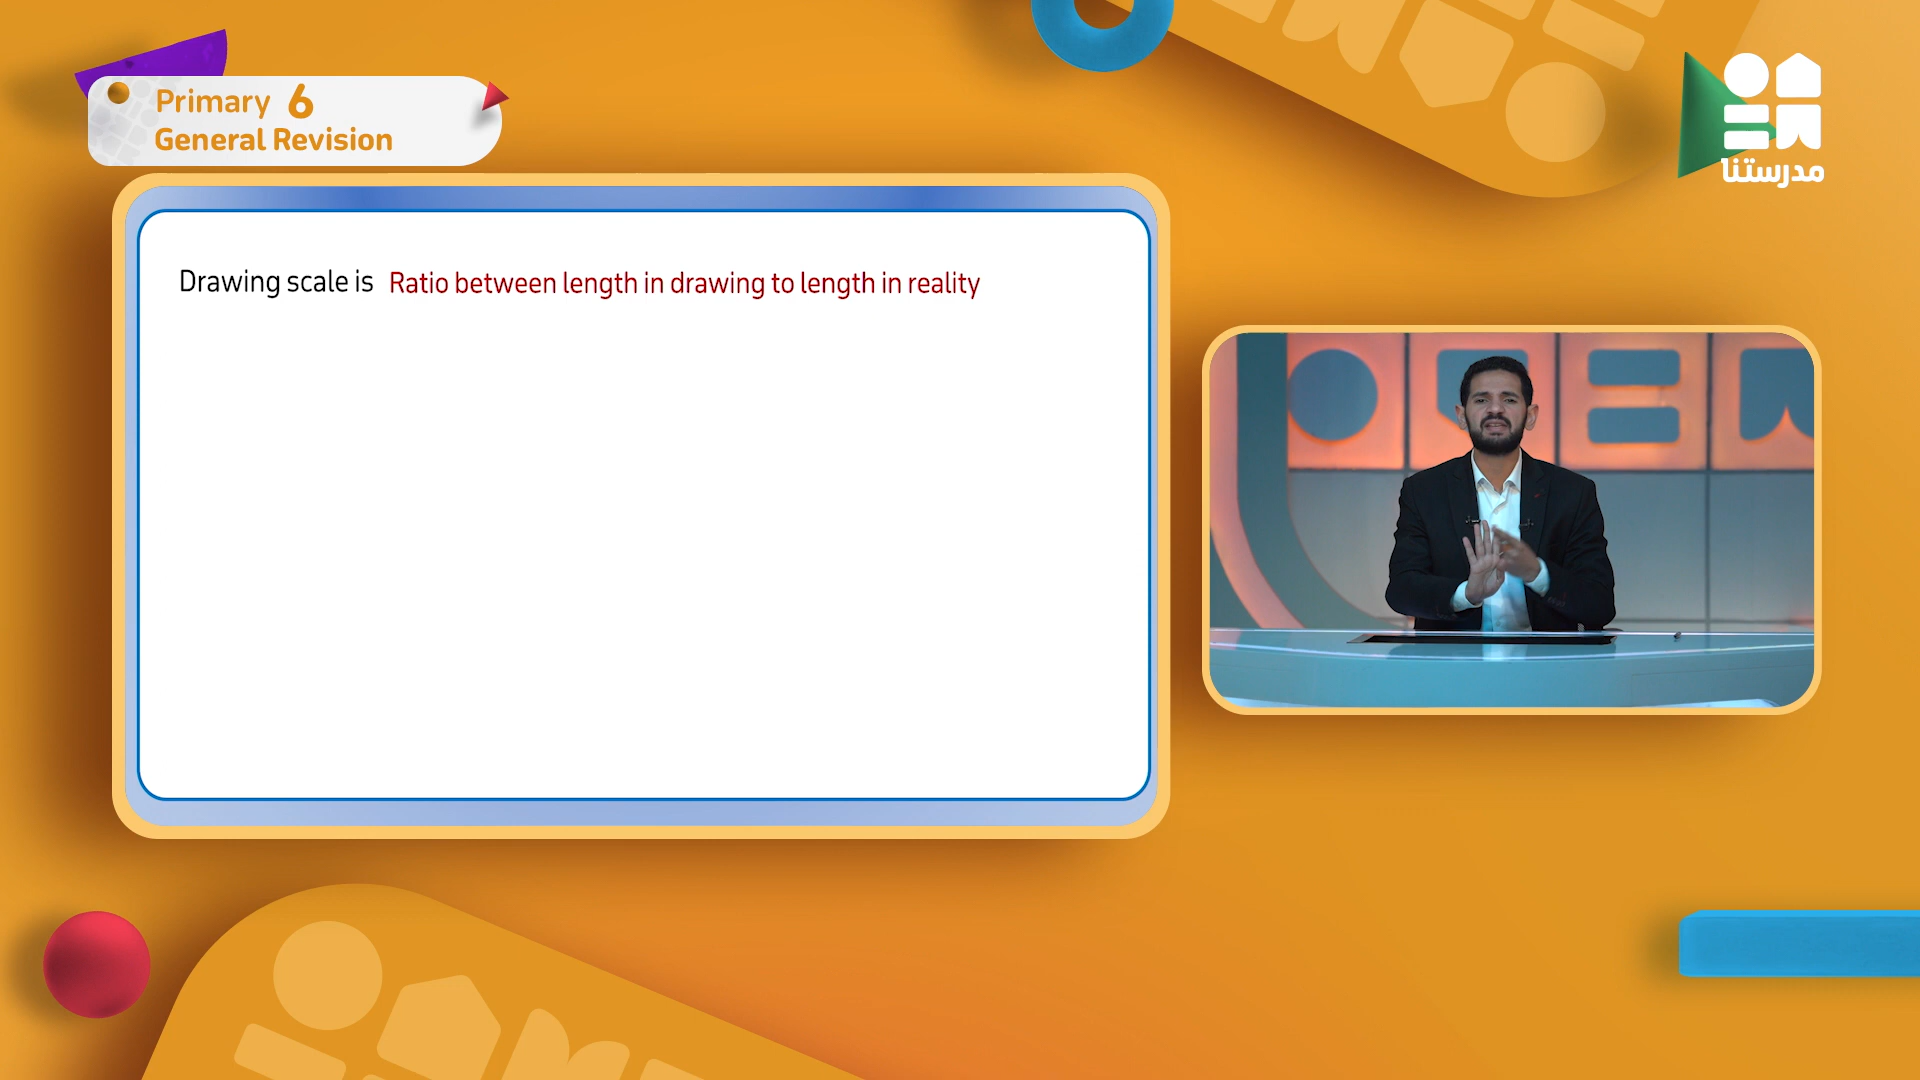 Primary 6
General Revision
مدرستنا
Drawing scale is Ratio between length in drawing to length in reality